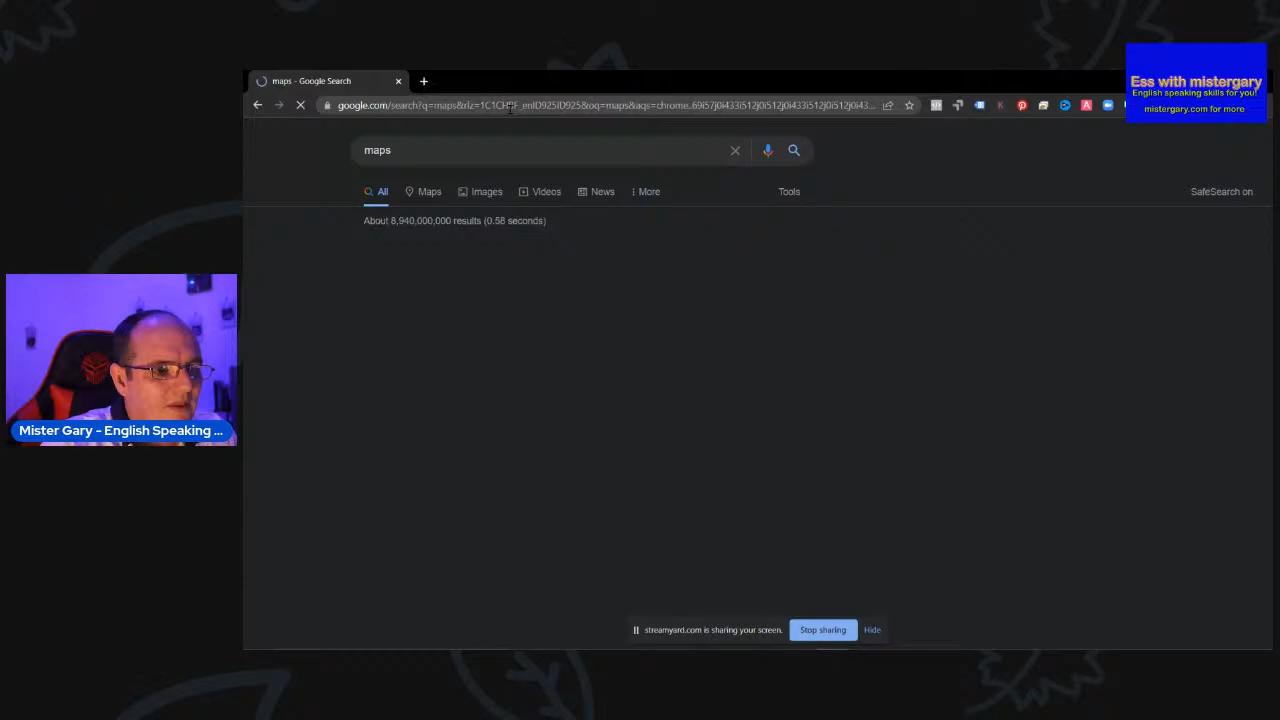 maps - Google Search
Ess with mistergary
English speaking skills for you!
mistergary.com for more
maps
All
Maps
Images
Videos
News
More
Tools
SafeSearch on
About 8,940,000,000 results (0.58 seconds)
Mister Gary - English Speaking ...
streamyard.com is sharing your screen.
Stop sharing
Hide